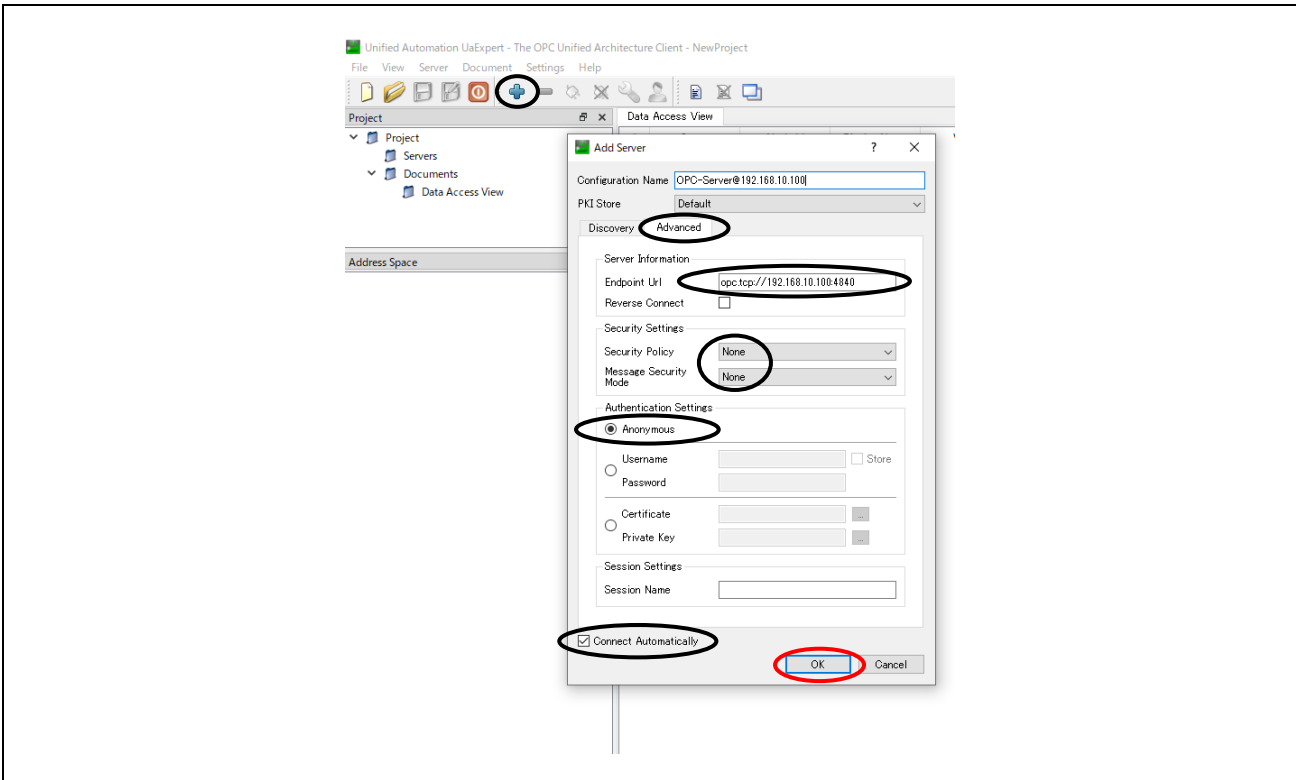 Unified Automation UaExpert - The OPC Unified Architecture Client - NewProject
File View Server Document Settings Help
Project
Data Access View
Project
Servers
Documents
Data Access View
Address Space
Add Server
?
Configuration Name OPC-Server@192.168.10.100
PKI Store Default
Discovery Advanced
Server Information
Endpoint Url opc.tcp://192.168.10.100:4840
Reverse Connect
Security Settings
Security Policy None
Message Security
Mode
None
Authentication Settings
Anonymous
Username Store
Password
Certificate ...
Private Key ...
Session Settings
Session Name
Connect Automatically
OK Cancel